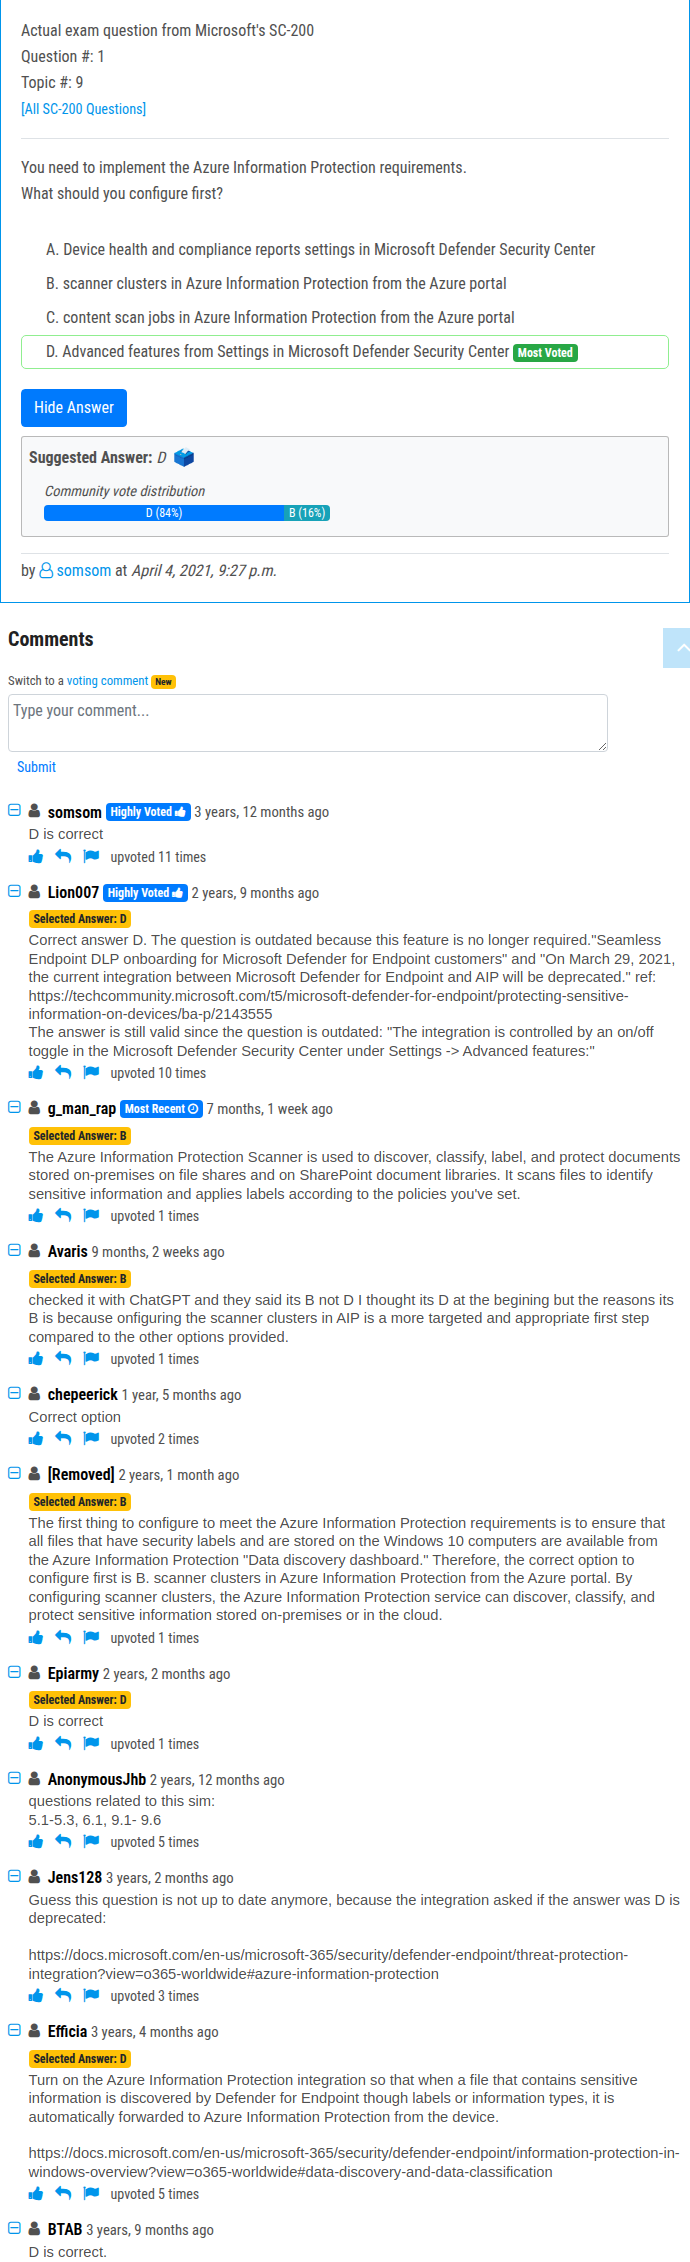 Actual exam question from Microsoft's SC-200
Question #: 1
Topic #: 9
[All SC-200 Questions]
You need to implement the Azure Information Protection requirements.
What should you configure first?
A. Device health and compliance reports settings in Microsoft Defender Security Center
B. scanner clusters in Azure Information Protection from the Azure portal
C. content scan jobs in Azure Information Protection from the Azure portal
D. Advanced features from Settings in Microsoft Defender Security Center Most Voted
Hide Answer
Suggested Answer: D
Community vote distribution
D (84%) B (16%)
by somsom at April 4, 2021, 9:27 p.m.
Comments
Switch to a voting comment New
Type your comment...
Submit
somsom Highly Voted 3 years, 12 months ago
D is correct
upvoted 11 times
Lion007 Highly Voted 2 years, 9 months ago
Selected Answer: D
Correct answer D. The question is outdated because this feature is no longer required."Seamless
Endpoint DLP onboarding for Microsoft Defender for Endpoint customers" and "On March 29, 2021,
the current integration between Microsoft Defender for Endpoint and AIP will be deprecated." ref:
https://techcommunity.microsoft.com/t5/microsoft-defender-for-endpoint/protecting-sensitive-
information-on-devices/ba-p/2143555
The answer is still valid since the question is outdated: "The integration is controlled by an on/off
toggle in the Microsoft Defender Security Center under Settings -> Advanced features:"
upvoted 10 times
g_man_rap Most Recent 7 months, 1 week ago
Selected Answer: B
The Azure Information Protection Scanner is used to discover, classify, label, and protect documents
stored on-premises on file shares and on SharePoint document libraries. It scans files to identify
sensitive information and applies labels according to the policies you've set.
upvoted 1 times
Avaris 9 months, 2 weeks ago
Selected Answer: B
checked it with ChatGPT and they said its B not D I thought its D at the begining but the reasons its
B is because onfiguring the scanner clusters in AIP is a more targeted and appropriate first step
compared to the other options provided.
upvoted 1 times
chepeerick 1 year, 5 months ago
Correct option
upvoted 2 times
[Removed] 2 years, 1 month ago
Selected Answer: B
The first thing to configure to meet the Azure Information Protection requirements is to ensure that
all files that have security labels and are stored on the Windows 10 computers are available from
the Azure Information Protection "Data discovery dashboard." Therefore, the correct option to
configure first is B. scanner clusters in Azure Information Protection from the Azure portal. By
configuring scanner clusters, the Azure Information Protection service can discover, classify, and
protect sensitive information stored on-premises or in the cloud.
upvoted 1 times
Epiarmy 2 years, 2 months ago
Selected Answer: D
D is correct
upvoted 1 times
AnonymousJhb 2 years, 12 months ago
questions related to this sim:
5.1-5.3, 6.1, 9.1- 9.6
upvoted 5 times
Jens128 3 years, 2 months ago
Guess this question is not up to date anymore, because the integration asked if the answer was D is
deprecated:
https://docs.microsoft.com/en-us/microsoft-365/security/defender-endpoint/threat-protection-
integration?view=o365-worldwide#azure-information-protection
upvoted 3 times
Efficia 3 years, 4 months ago
Selected Answer: D
Turn on the Azure Information Protection integration so that when a file that contains sensitive
information is discovered by Defender for Endpoint though labels or information types, it is
automatically forwarded to Azure Information Protection from the device.
https://docs.microsoft.com/en-us/microsoft-365/security/defender-endpoint/information-protection-in-
windows-overview?view=o365-worldwide#data-discovery-and-data-classification
upvoted 5 times
BTAB 3 years, 9 months ago
D is correct.